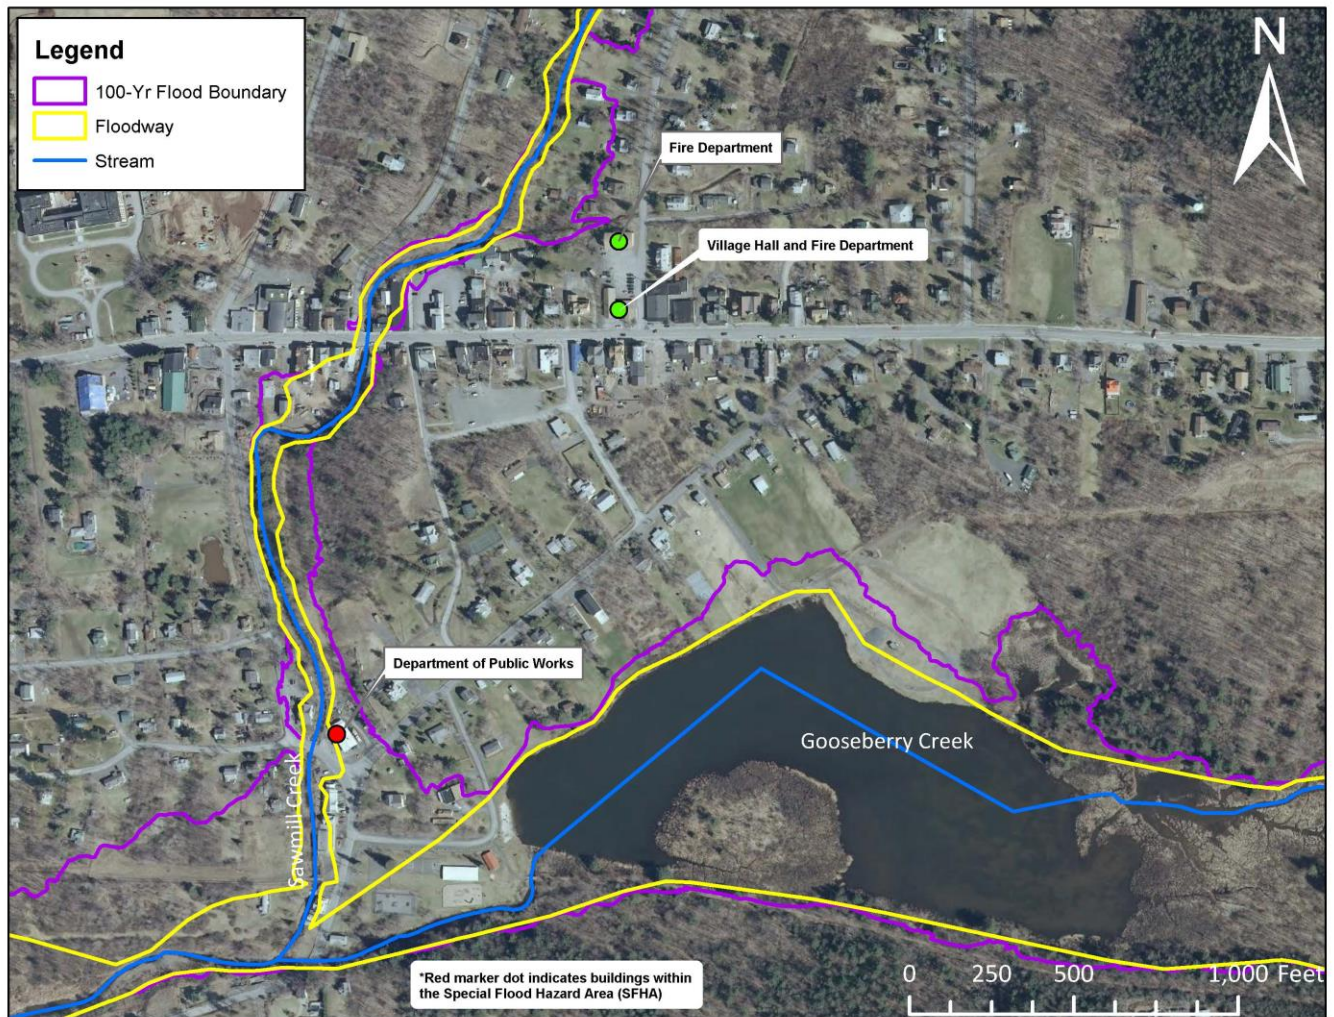 Legend
100-Yr Flood Boundary
Floodway
Stream
N
Fire Department
Village Hall and Fire Department
Department of Public Works
Gooseberry Creek
Sawmill Creek
*Red marker dot indicates buildings within
the Special Flood Hazard Area (SFHA)
0 250 500 1,000 Feet